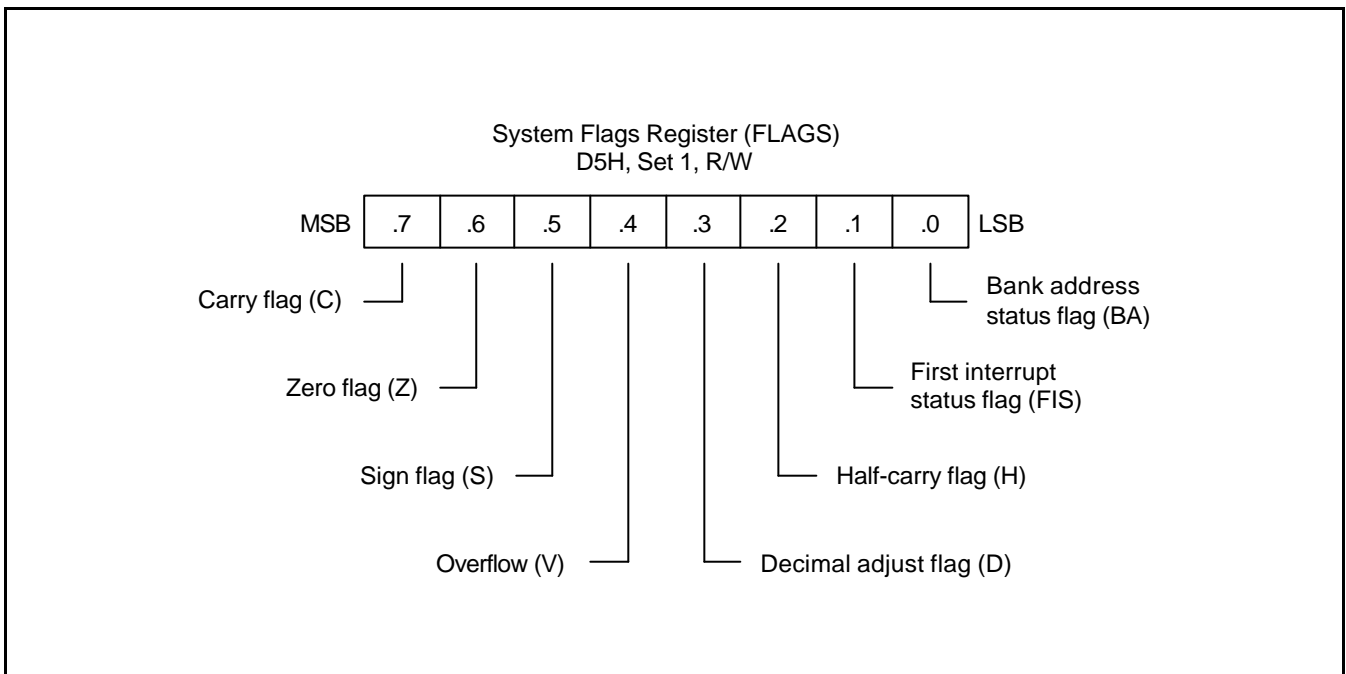 System Flags Register (FLAGS)
D5H, Set 1, R/W
MSB .7 .6 .5 .4 .3 .2 .1 .0 LSB
Carry flag (C)
Bank address
status flag (BA)
Zero flag (Z)
First interrupt
status flag (FIS)
Sign flag (S)
Half-carry flag (H)
Overflow (V)
Decimal adjust flag (D)